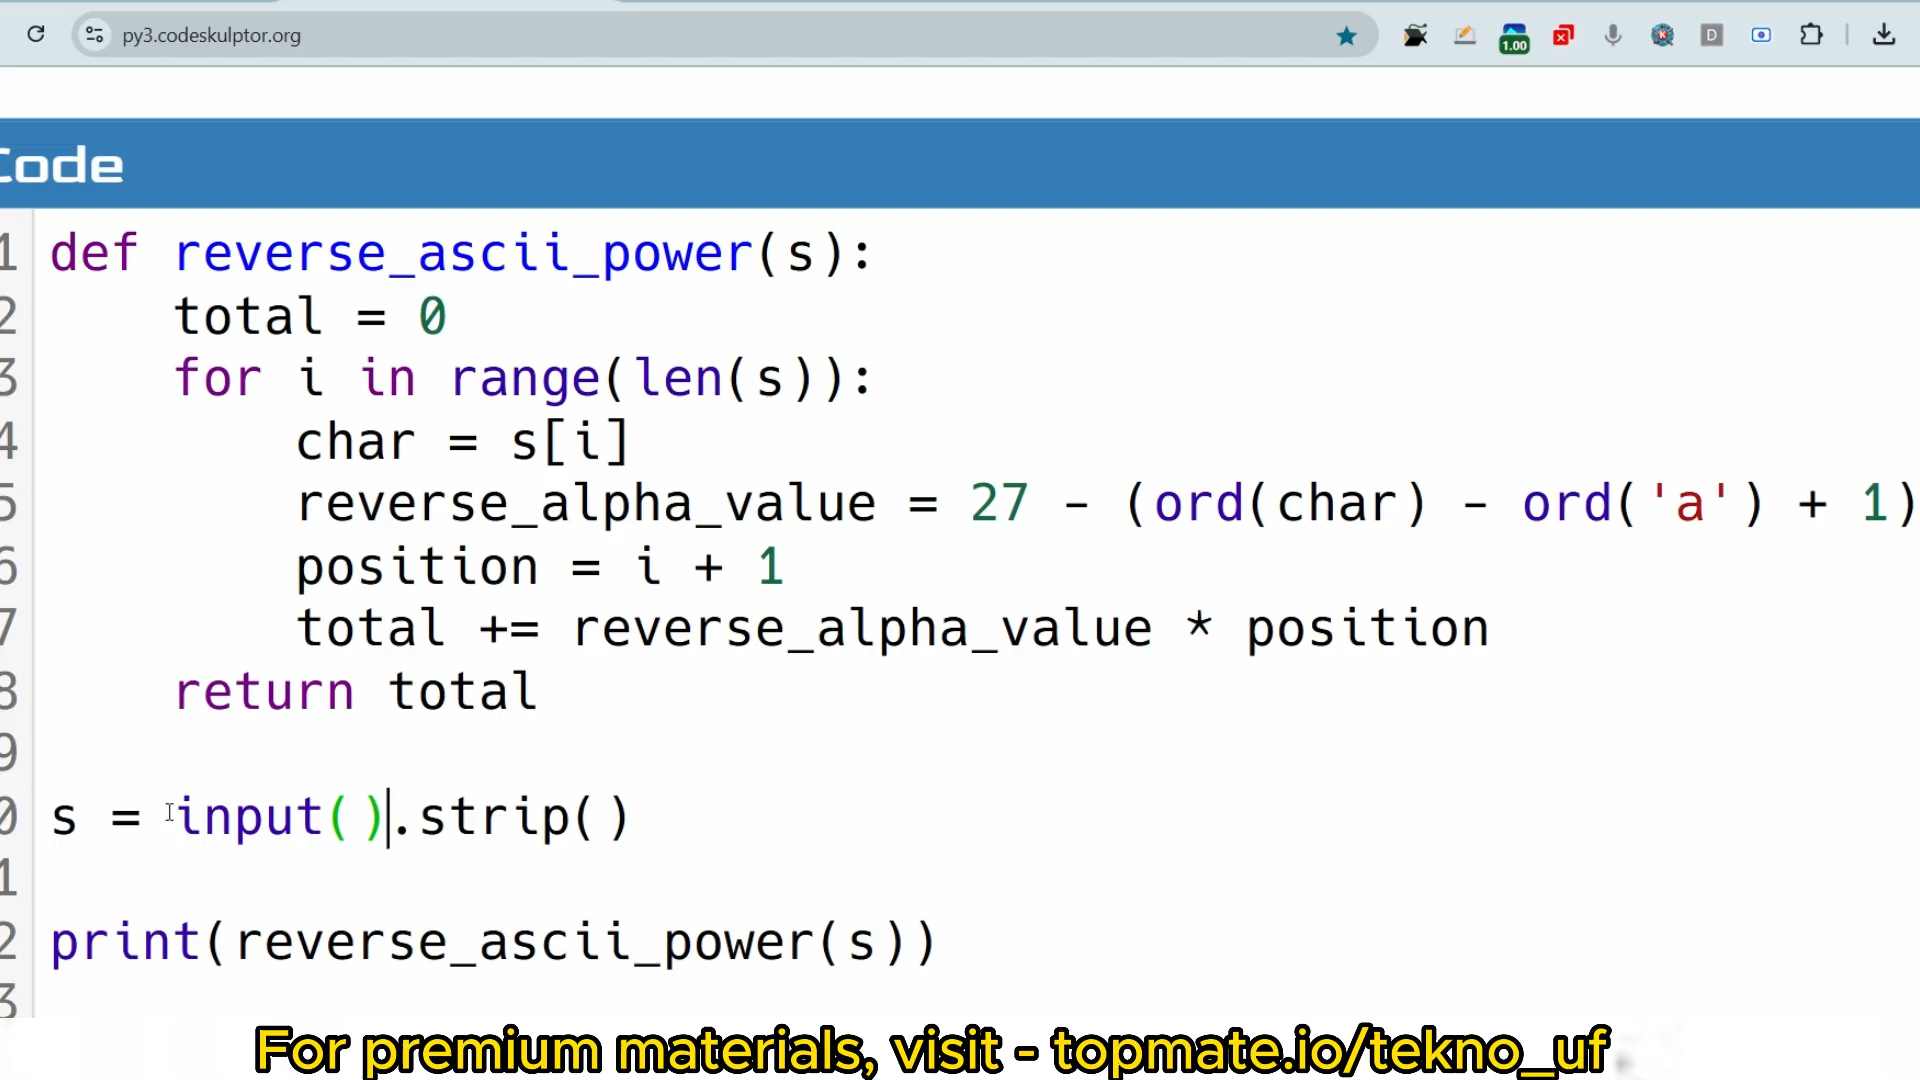 py3.codeskulptor.org
1.00
D
Code
1 def reverse_ascii_power(s):
2 total = 0
3 for i in range(len(s)):
4 char = s[i]
5 reverse_alpha_value = 27 - (ord(char) - ord('a') + 1)
6 position = i + 1
7 total += reverse_alpha_value * position
8 return total
9
0 s = input().strip()
1
2 print(reverse_ascii_power(s))
3
For premium materials, visit - topmate.io/tekno_uf